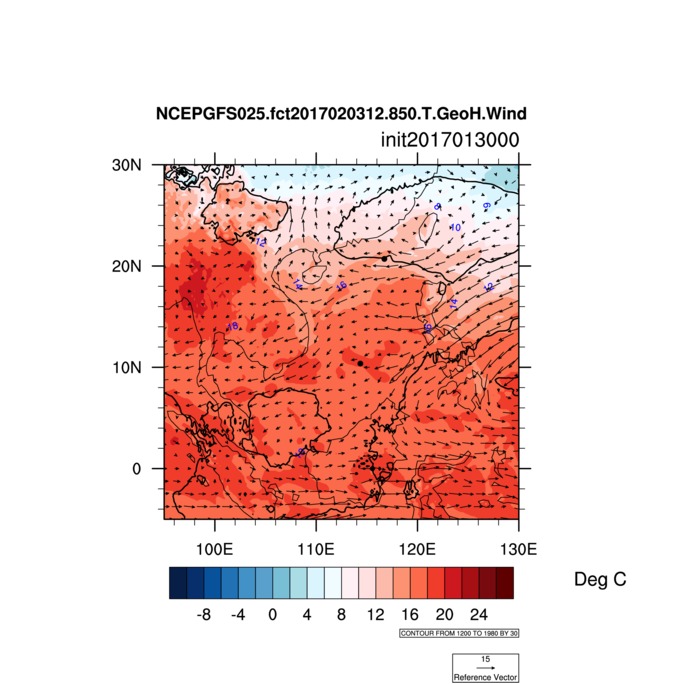 NCEPGFS025.fct2017020312.850.T.GeoH.Wind
init2017013000
30N
20N
10N
0
100E 110E 120E 130E
-8 -4 0 4 8 12 16 20 24
Deg C
CONTOUR FROM 1200 TO 1980 BY 30
15
Reference Vector